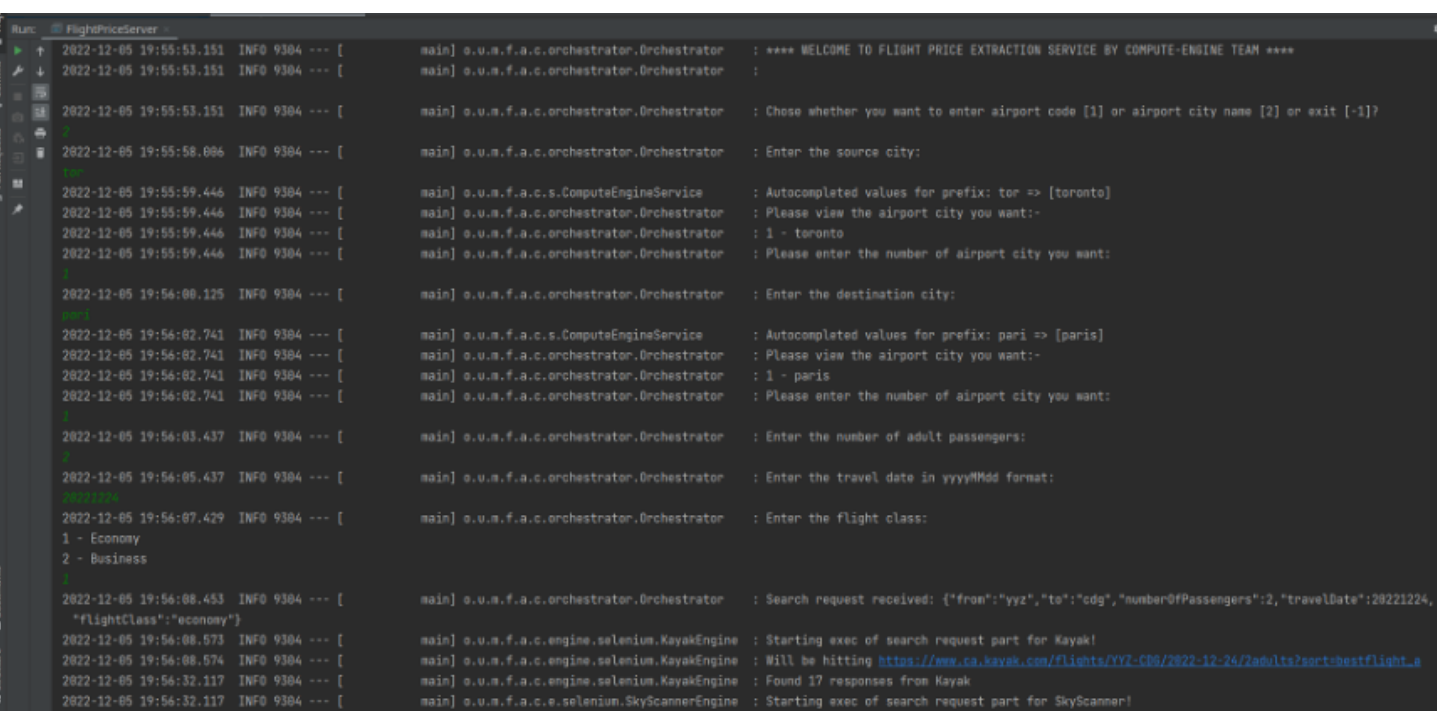 Run: FlightPriceServer ×
2022-12-05 19:55:53.151 INFO 9304 --- [ main] o.u.m.f.a.c.orchestrator.Orchestrator : **** WELCOME TO FLIGHT PRICE EXTRACTION SERVICE BY COMPUTE-ENGINE TEAM ****
2022-12-05 19:55:53.151 INFO 9304 --- [ main] o.u.m.f.a.c.orchestrator.Orchestrator :
2022-12-05 19:55:53.151 INFO 9304 --- [ main] o.u.m.f.a.c.orchestrator.Orchestrator : Chose whether you want to enter airport code [1] or airport city name [2] or exit [-1]?
2
2022-12-05 19:55:58.006 INFO 9304 --- [ main] o.u.m.f.a.c.orchestrator.Orchestrator : Enter the source city:
tor
2022-12-05 19:55:59.446 INFO 9304 --- [ main] o.u.m.f.a.c.s.ComputeEngineService : Autocompleted values for prefix: tor => [toronto]
2022-12-05 19:55:59.446 INFO 9304 --- [ main] o.u.m.f.a.c.orchestrator.Orchestrator : Please view the airport city you want:-
2022-12-05 19:55:59.446 INFO 9304 --- [ main] o.u.m.f.a.c.orchestrator.Orchestrator : 1 - toronto
2022-12-05 19:55:59.446 INFO 9304 --- [ main] o.u.m.f.a.c.orchestrator.Orchestrator : Please enter the number of airport city you want:
1
2022-12-05 19:56:00.125 INFO 9304 --- [ main] o.u.m.f.a.c.orchestrator.Orchestrator : Enter the destination city:
pari
2022-12-05 19:56:02.741 INFO 9304 --- [ main] o.u.m.f.a.c.s.ComputeEngineService : Autocompleted values for prefix: pari => [paris]
2022-12-05 19:56:02.741 INFO 9304 --- [ main] o.u.m.f.a.c.orchestrator.Orchestrator : Please view the airport city you want:-
2022-12-05 19:56:02.741 INFO 9304 --- [ main] o.u.m.f.a.c.orchestrator.Orchestrator : 1 - paris
2022-12-05 19:56:02.741 INFO 9304 --- [ main] o.u.m.f.a.c.orchestrator.Orchestrator : Please enter the number of airport city you want:
1
2022-12-05 19:56:03.437 INFO 9304 --- [ main] o.u.m.f.a.c.orchestrator.Orchestrator : Enter the number of adult passengers:
2
2022-12-05 19:56:05.437 INFO 9304 --- [ main] o.u.m.f.a.c.orchestrator.Orchestrator : Enter the travel date in yyyyMMdd format:
20221224
2022-12-05 19:56:07.429 INFO 9304 --- [ main] o.u.m.f.a.c.orchestrator.Orchestrator : Enter the flight class:
1 - Economy
2 - Business
1
2022-12-05 19:56:08.453 INFO 9304 --- [ main] o.u.m.f.a.c.orchestrator.Orchestrator : Search request received: {"from":"yyz","to":"cdg","numberOfPassengers":2,"travelDate":20221224,
"flightClass":"economy"}
2022-12-05 19:56:08.573 INFO 9304 --- [ main] o.u.m.f.a.c.engine.selenium.KayakEngine : Starting exec of search request part for Kayak!
2022-12-05 19:56:08.574 INFO 9304 --- [ main] o.u.m.f.a.c.engine.selenium.KayakEngine : Will be hitting https://www.ca.kayak.com/flights/YYZ-CDG/2022-12-24/2adults?sort=bestflight_a
2022-12-05 19:56:32.117 INFO 9304 --- [ main] o.u.m.f.a.c.engine.selenium.KayakEngine : Found 17 responses from Kayak
2022-12-05 19:56:32.117 INFO 9304 --- [ main] o.u.m.f.a.c.e.selenium.SkyScannerEngine : Starting exec of search request part for SkyScanner!